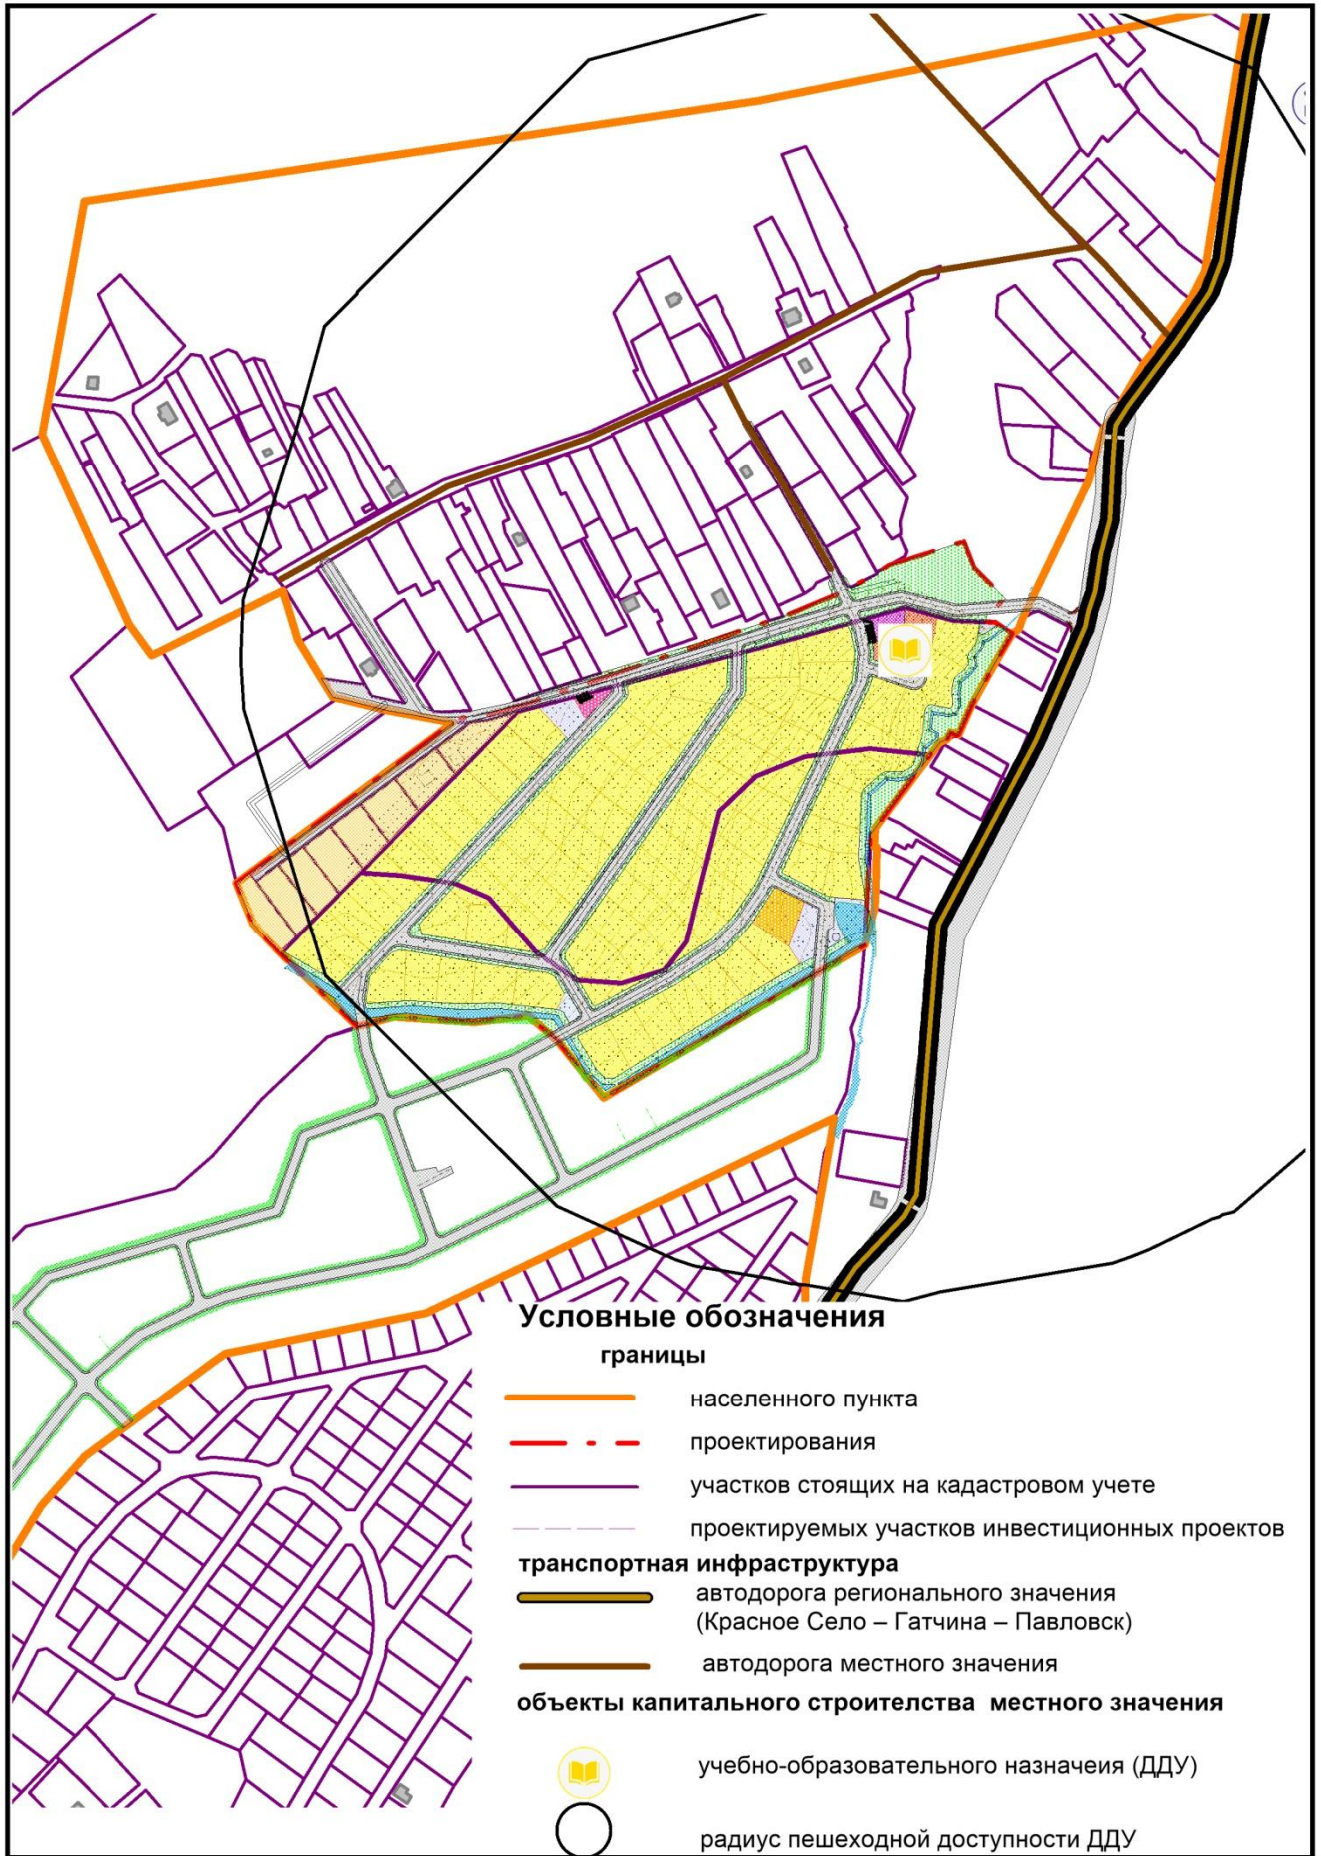 Условные обозначения
границы
населенного пункта
проектирования
участков стоящих на кадастровом учете
проектируемых участков инвестиционных проектов
транспортная инфраструктура
автодорога регионального значения
(Красное Село – Гатчина – Павловск)
автодорога местного значения
объекты капитального строителства местного значения
учебно-образовательного назначеия (ДДУ)
радиус пешеходной доступности ДДУ